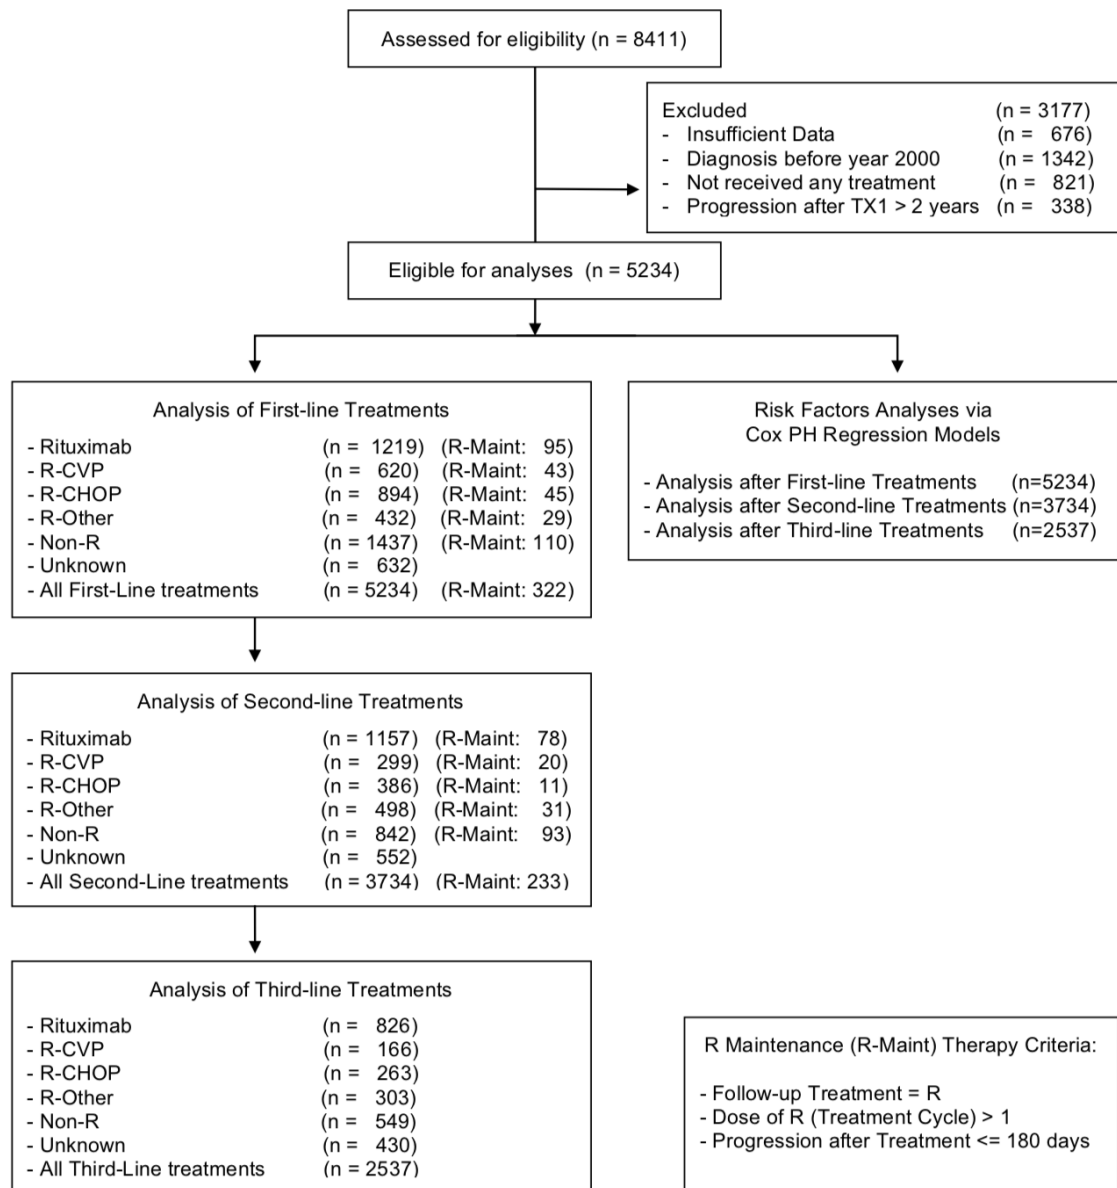 Assessed for eligibility (n = 8411)
Excluded (n = 3177)
- Insufficient Data (n = 676)
- Diagnosis before year 2000 (n = 1342)
- Not received any treatment (n = 821)
- Progression after TX1 > 2 years (n = 338)
Eligible for analyses (n = 5234)
Analysis of First-line Treatments
- Rituximab (n = 1219) (R-Maint: 95)
- R-CVP (n = 620) (R-Maint: 43)
- R-CHOP (n = 894) (R-Maint: 45)
- R-Other (n = 432) (R-Maint: 29)
- Non-R (n = 1437) (R-Maint: 110)
- Unknown (n = 632)
- All First-Line treatments (n = 5234) (R-Maint: 322)
Risk Factors Analyses via
Cox PH Regression Models
- Analysis after First-line Treatments (n=5234)
- Analysis after Second-line Treatments (n=3734)
- Analysis after Third-line Treatments (n=2537)
Analysis of Second-line Treatments
- Rituximab (n = 1157) (R-Maint: 78)
- R-CVP (n = 299) (R-Maint: 20)
- R-CHOP (n = 386) (R-Maint: 11)
- R-Other (n = 498) (R-Maint: 31)
- Non-R (n = 842) (R-Maint: 93)
- Unknown (n = 552)
- All Second-Line treatments (n = 3734) (R-Maint: 233)
Analysis of Third-line Treatments
- Rituximab (n = 826)
- R-CVP (n = 166)
- R-CHOP (n = 263)
- R-Other (n = 303)
- Non-R (n = 549)
- Unknown (n = 430)
- All Third-Line treatments (n = 2537)
R Maintenance (R-Maint) Therapy Criteria:
- Follow-up Treatment = R
- Dose of R (Treatment Cycle) > 1
- Progression after Treatment <= 180 days